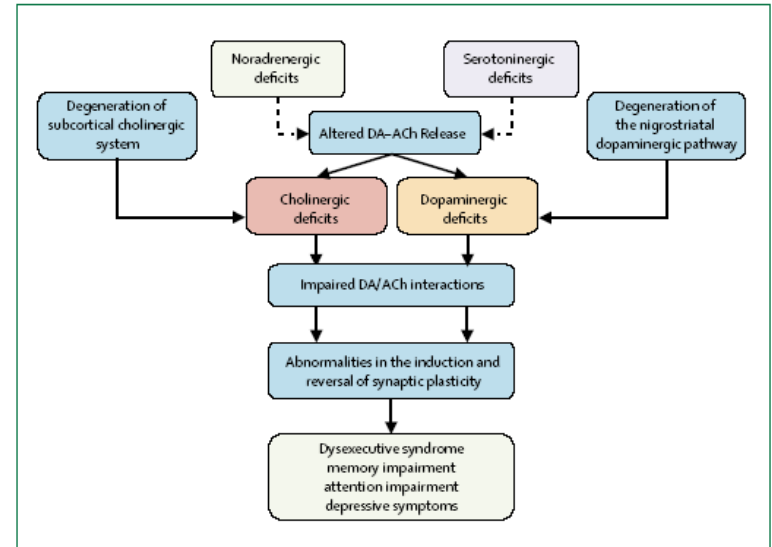 Noradrenergic
deficits
Serotoninergic
deficits
Degeneration of
subcortical cholinergic
system
Altered DA–ACh Release
Degeneration of
the nigrostriatal
dopaminergic pathway
Cholinergic
deficits
Dopaminergic
deficits
Impaired DA/ACh interactions
Abnormalities in the induction and
reversal of synaptic plasticity
Dysexecutive syndrome
memory impairment
attention impairment
depressive symptoms